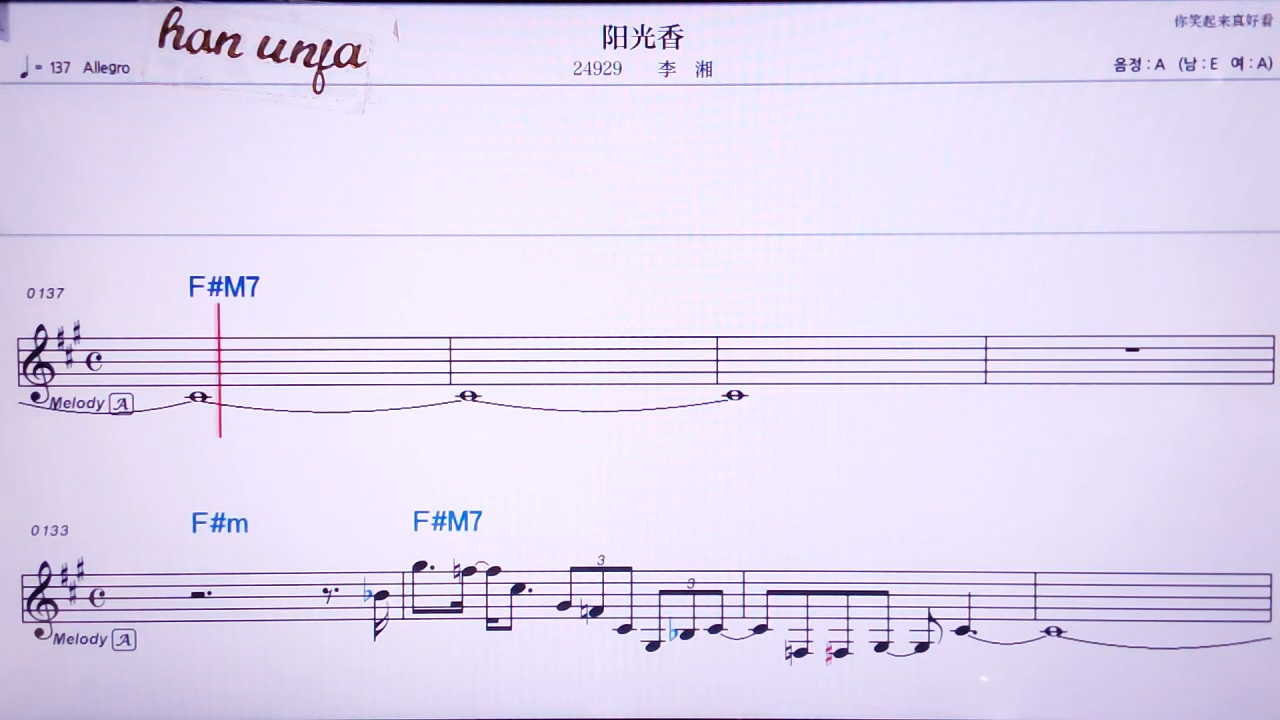 han unfa
阳光香
你笑起来真好看
♩= 137 Allegro
24929 李 湘
음정 : A (남 : E 여 : A)
F#M7
0137
Melody A
F#m F#M7
0133
3
3
Melody A